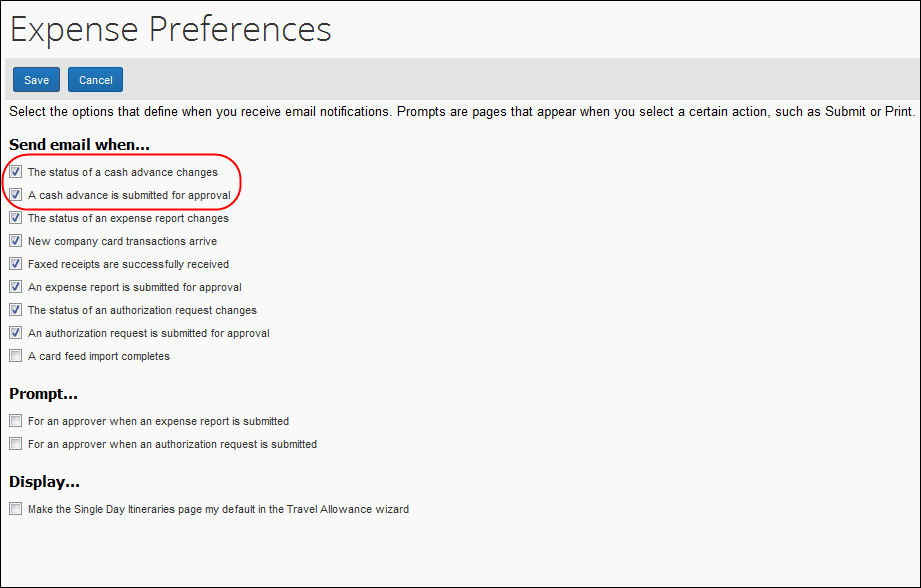 Expense Preferences
Save Cancel
Select the options that define when you receive email notifications. Prompts are pages that appear when you select a certain action, such as Submit or Print.
Send email when...
The status of a cash advance changes
A cash advance is submitted for approval
The status of an expense report changes
New company card transactions arrive
Faxed receipts are successfully received
An expense report is submitted for approval
The status of an authorization request changes
An authorization request is submitted for approval
A card feed import completes
Prompt...
For an approver when an expense report is submitted
For an approver when an authorization request is submitted
Display...
Make the Single Day Itineraries page my default in the Travel Allowance wizard